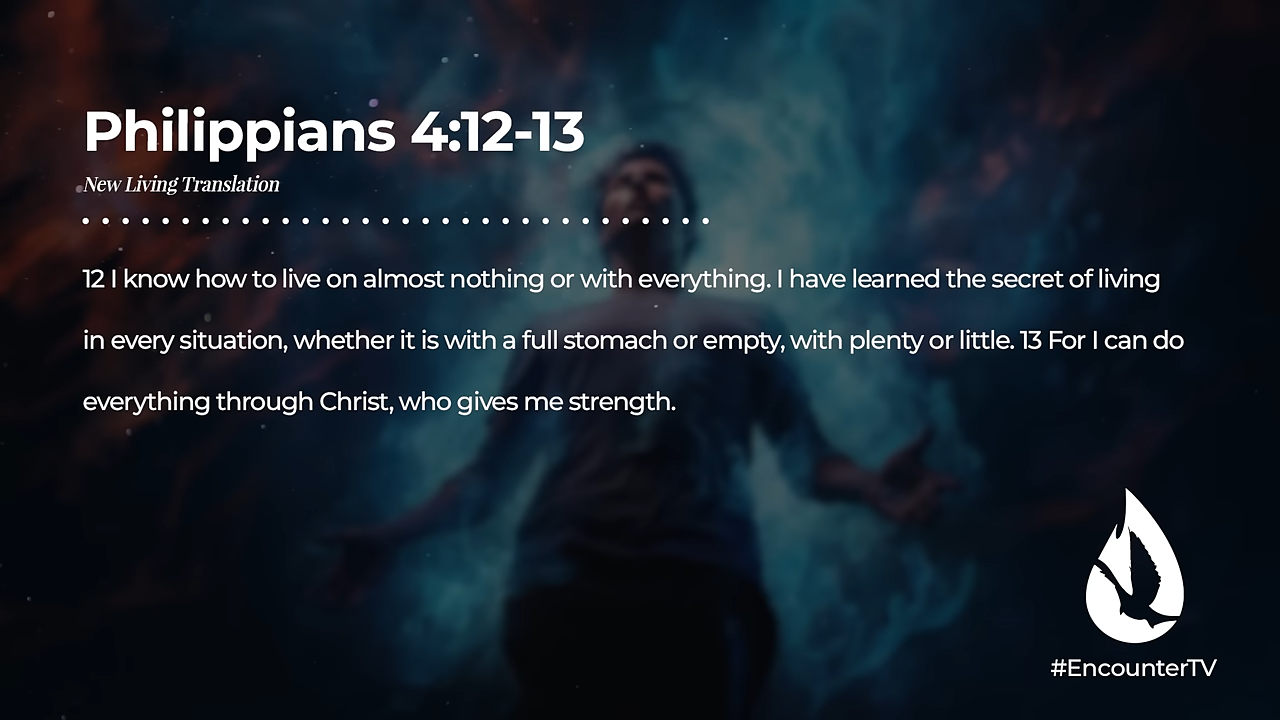 Philippians 4:12-13
New Living Translation
12 I know how to live on almost nothing or with everything. I have learned the secret of living
in every situation, whether it is with a full stomach or empty, with plenty or little. 13 For I can do
everything through Christ, who gives me strength.
#EncounterTV